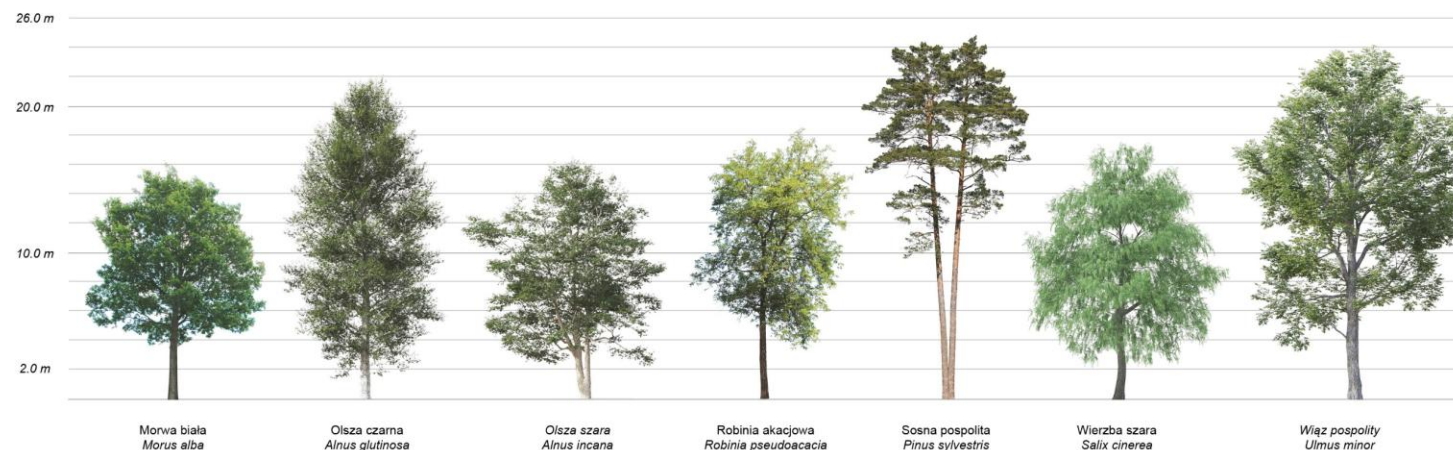 26.0 m
20.0 m
10.0 m
2.0 m
Morwa biała
Morus alba
Olsza czarna
Alnus glutinosa
Olsza szara
Alnus incana
Robinia akacjowa
Robinia pseudoacacia
Sosna pospolita
Pinus sylvestris
Wierzba szara
Salix cinerea
Wiąz pospolity
Ulmus minor